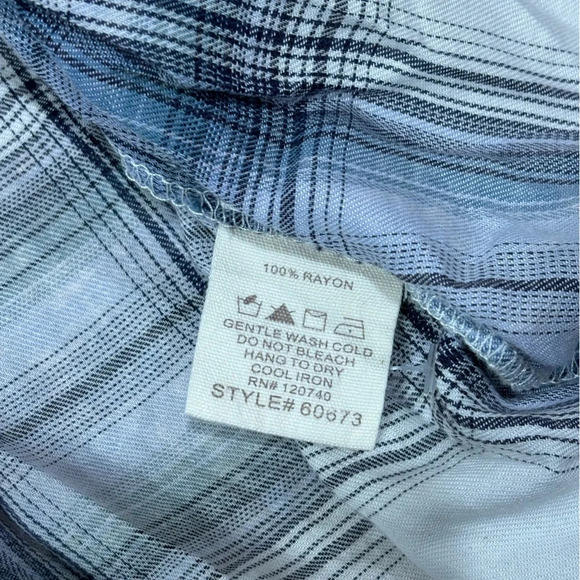 100% RAYON
GENTLE WASH COLD
DO NOT BLEACH
HANG TO DRY
COOL IRON
RN# 120740
STYLE# 60673